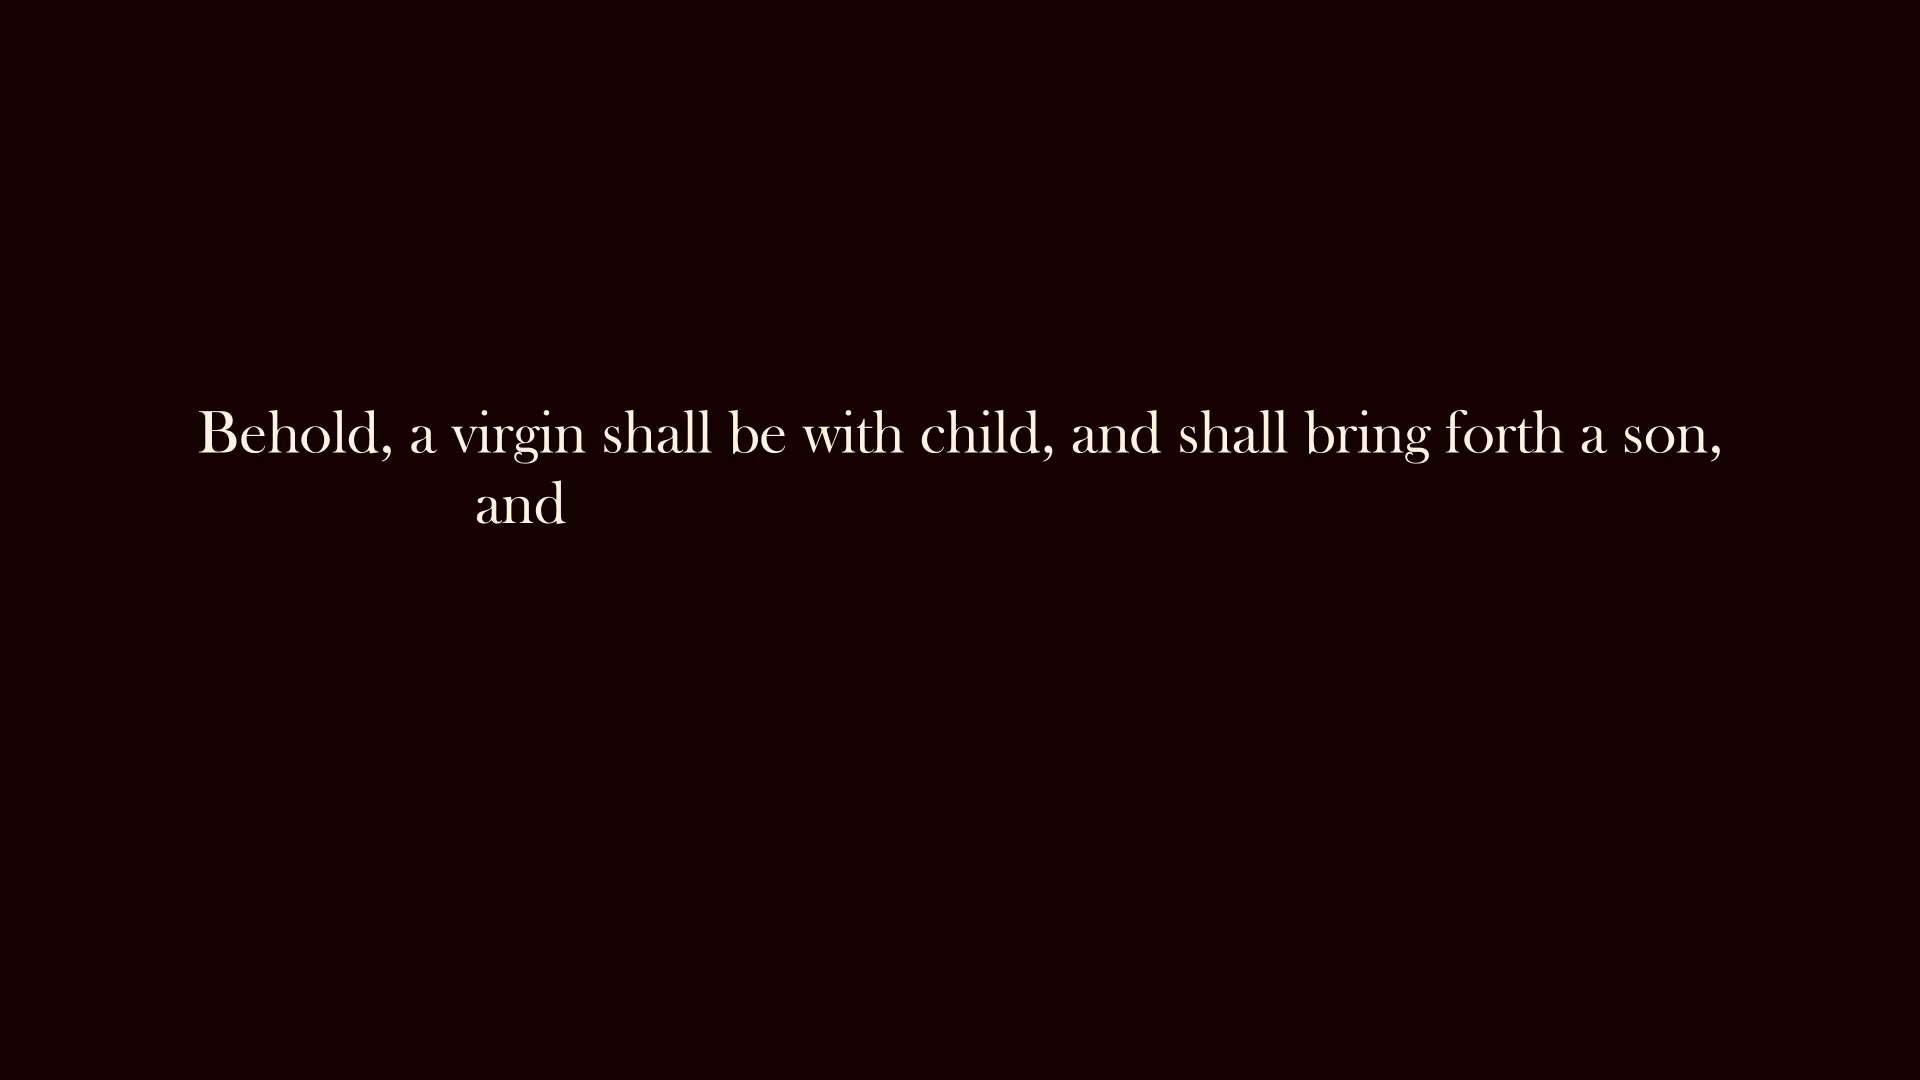 Behold, a virgin shall be with child, and shall bring forth a son,
and